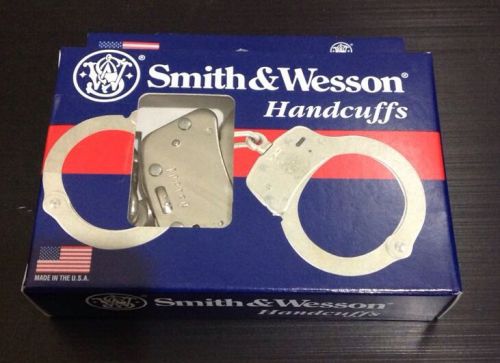 Smith & Wesson®
Handcuffs
MADE IN THE U.S.A.
Smith & Wesson®
Handcuffs